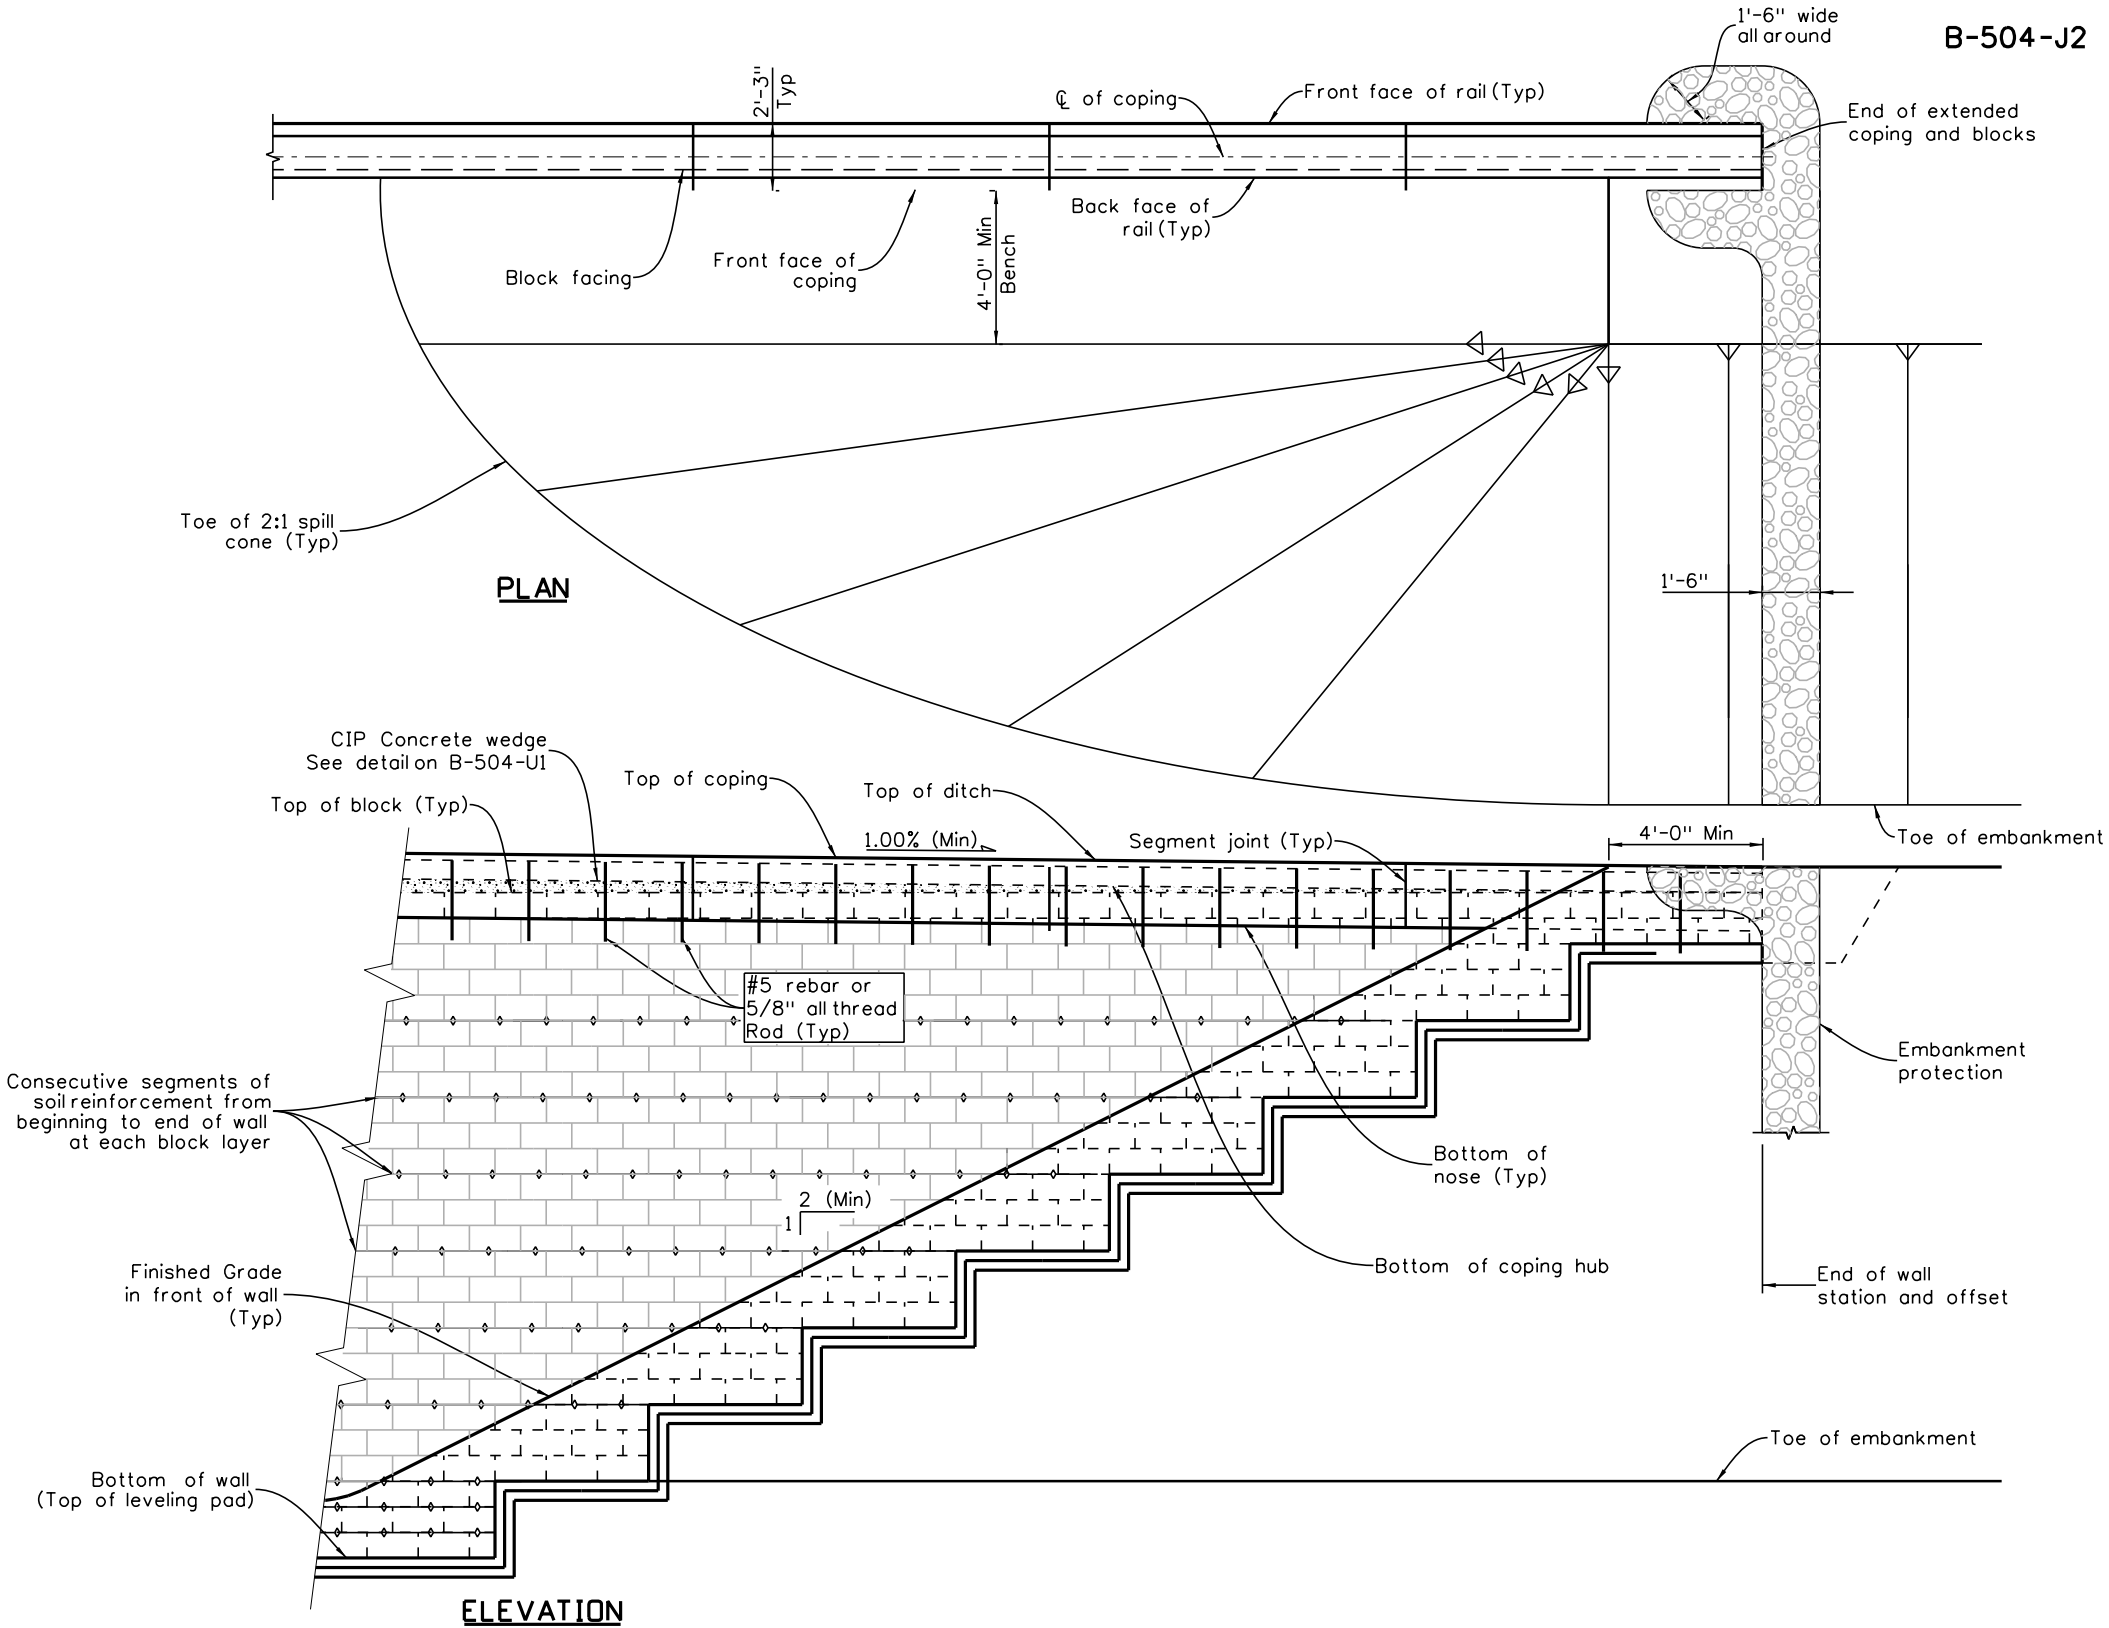 B-504-J2
1'-6" wide
all around
2'-3"
Typ
℄ of coping
Front face of rail (Typ)
End of extended
coping and blocks
Back face of
rail (Typ)
Block facing
Front face of
coping
4'-0" Min
Bench
Toe of 2:1 spill
cone (Typ)
PLAN
1'-6"
CIP Concrete wedge
See detail on B-504-U1
Top of block (Typ)
Top of coping
Top of ditch
1.00% (Min)
Segment joint (Typ)
4'-0" Min
Toe of embankment
#5 rebar or
5/8" all thread
Rod (Typ)
Embankment
protection
Consecutive segments of
soil reinforcement from
beginning to end of wall
at each block layer
Bottom of
nose (Typ)
2 (Min)
1
Bottom of coping hub
Finished Grade
in front of wall
(Typ)
End of wall
station and offset
Toe of embankment
Bottom of wall
(Top of leveling pad)
ELEVATION